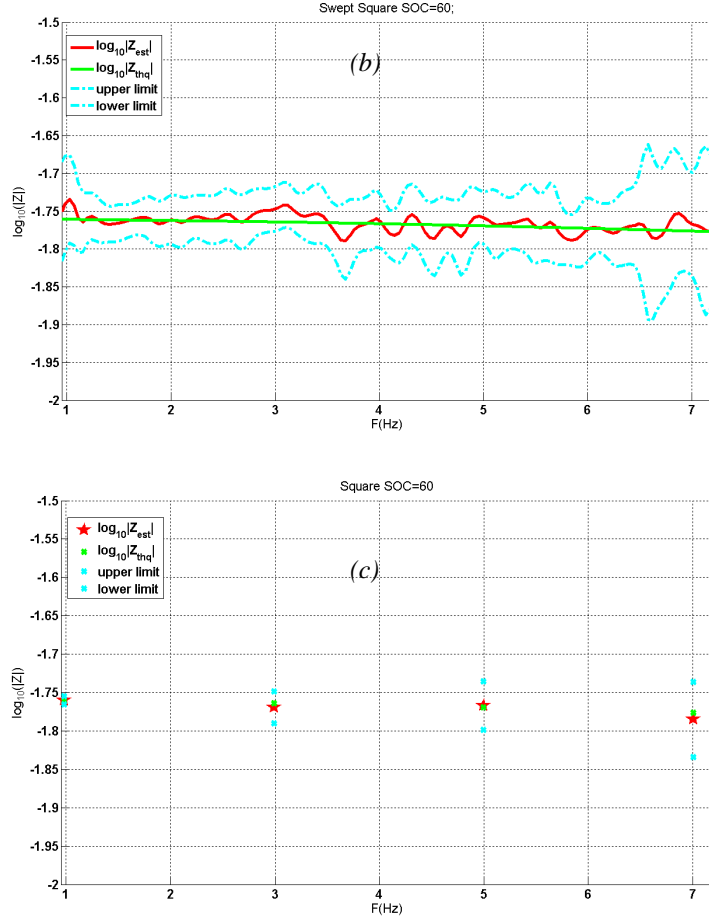 Swept Square SOC=60;
-1.5
-1.55
-1.6
-1.65
-1.7
-1.75
-1.8
-1.85
-1.9
-1.95
-2
log10(|Z|)
log10|Zest|
log10|Zthq|
upper limit
lower limit
(b)
1 2 3 4 5 6 7
F(Hz)
Square SOC=60
-1.5
-1.55
-1.6
-1.65
-1.7
-1.75
-1.8
-1.85
-1.9
-1.95
-2
log10(|Z|)
log10|Zest|
log10|Zthq|
upper limit
lower limit
(c)
1 2 3 4 5 6 7
F(Hz)